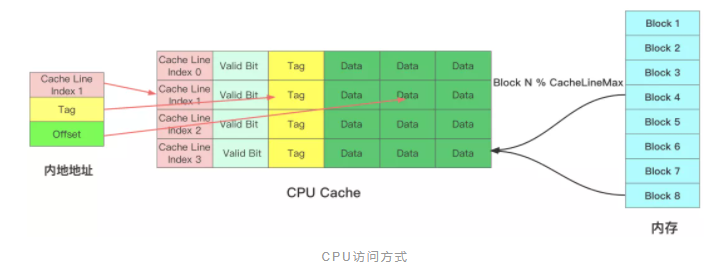 Cache Line
Index 1
Tag
Offset
内地地址
Cache Line
Index 0
Valid Bit
Tag
Data
Data
Data
Cache Line
Index 1
Valid Bit
Tag
Data
Data
Data
Cache Line
Index 2
Valid Bit
Tag
Data
Data
Data
Cache Line
Index 3
Valid Bit
Tag
Data
Data
Data
CPU Cache
Block N % CacheLineMax
Block 1
Block 2
Block 3
Block 4
Block 5
Block 6
Block 7
Block 8
内存
CPU访问方式